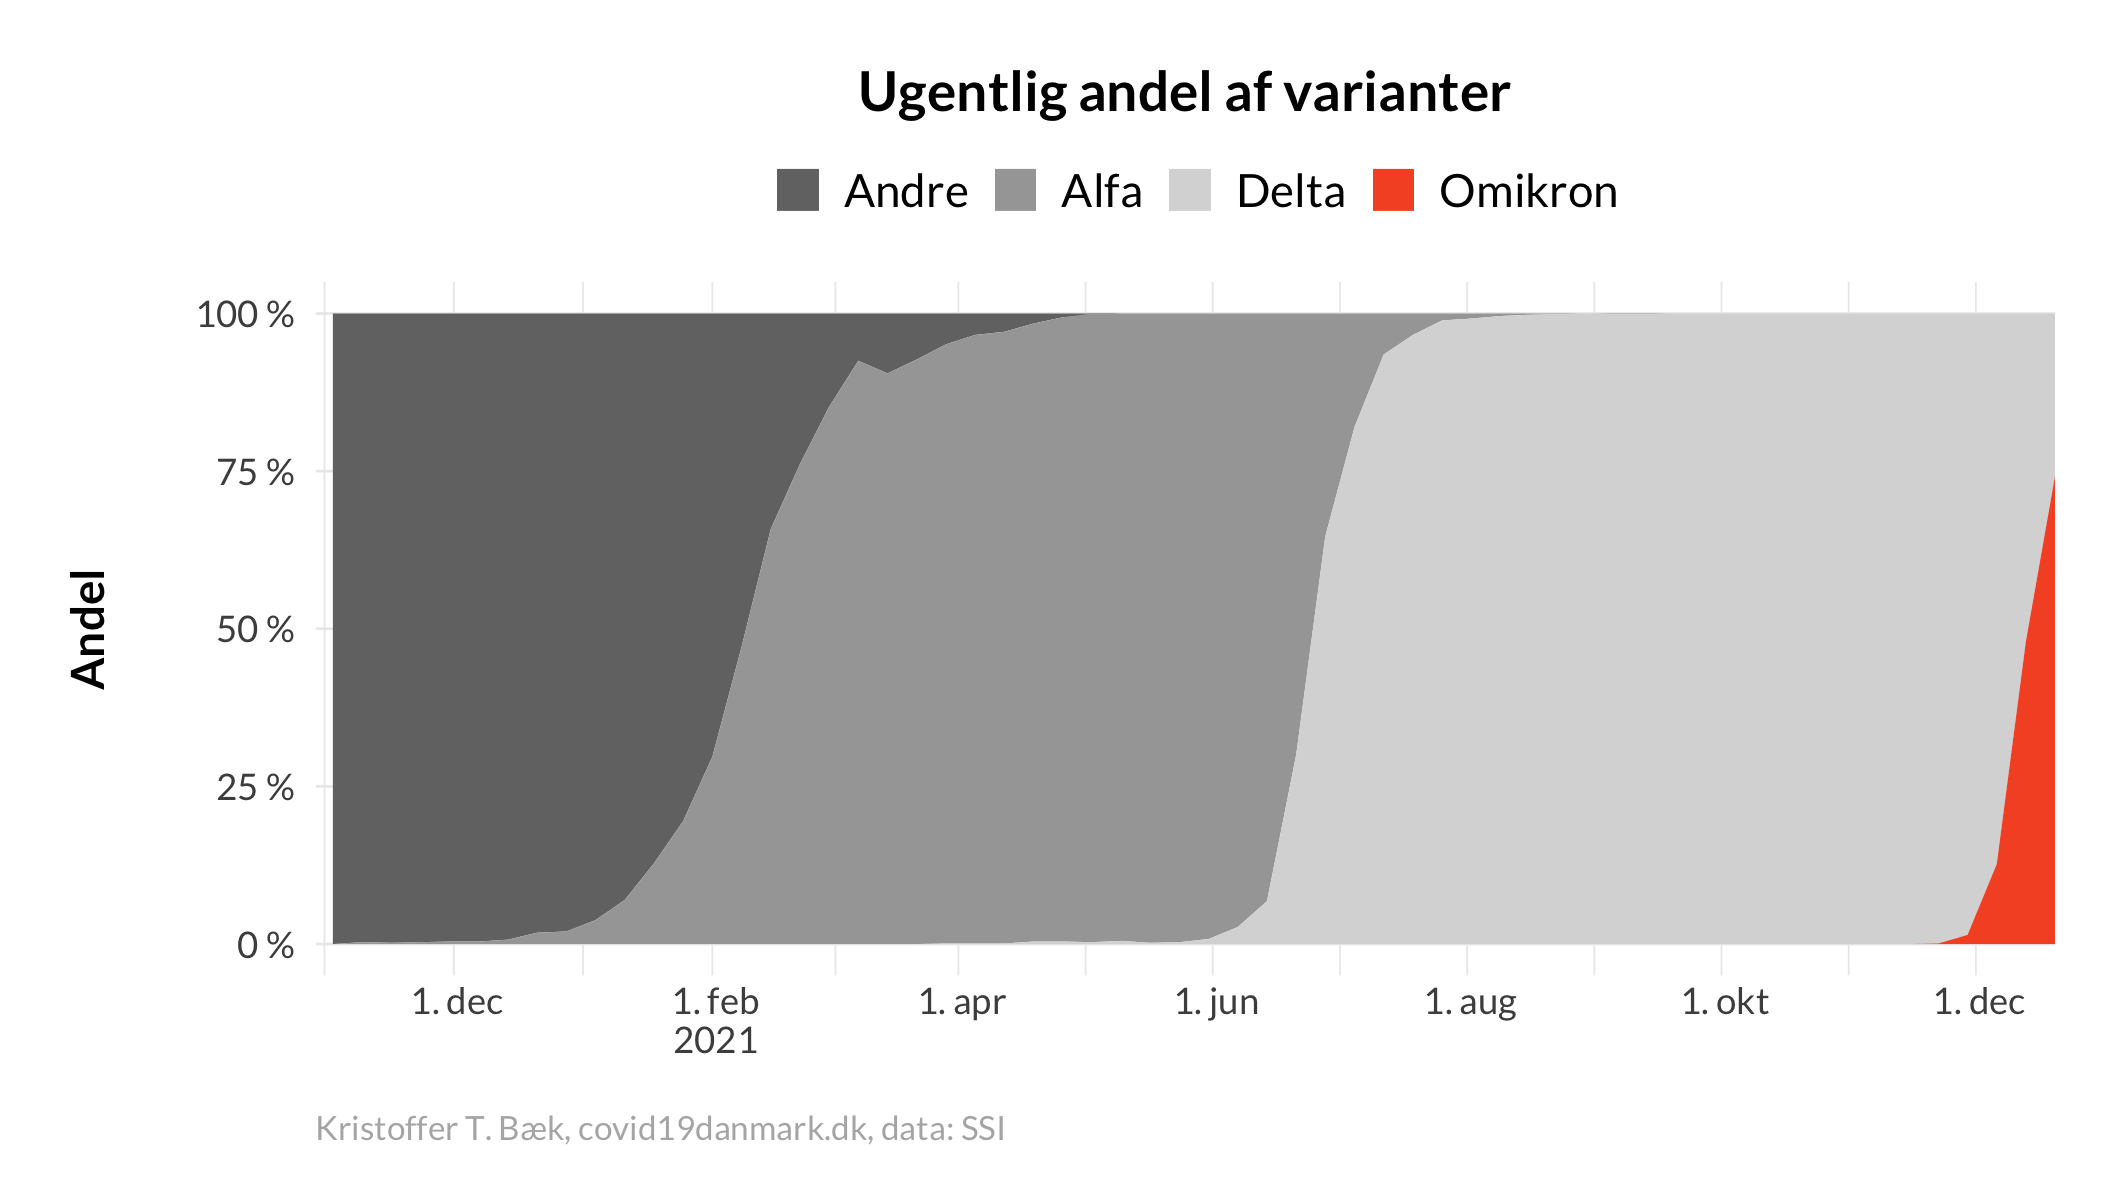 Ugentlig andel af varianter
Andre Alfa Delta Omikron
100 %
75 %
50 %
25 %
0 %
Andel
1. dec 1. feb 1. apr 1. jun 1. aug 1. okt 1. dec
2021
Kristoffer T. Bæk, covid19danmark.dk, data: SSI